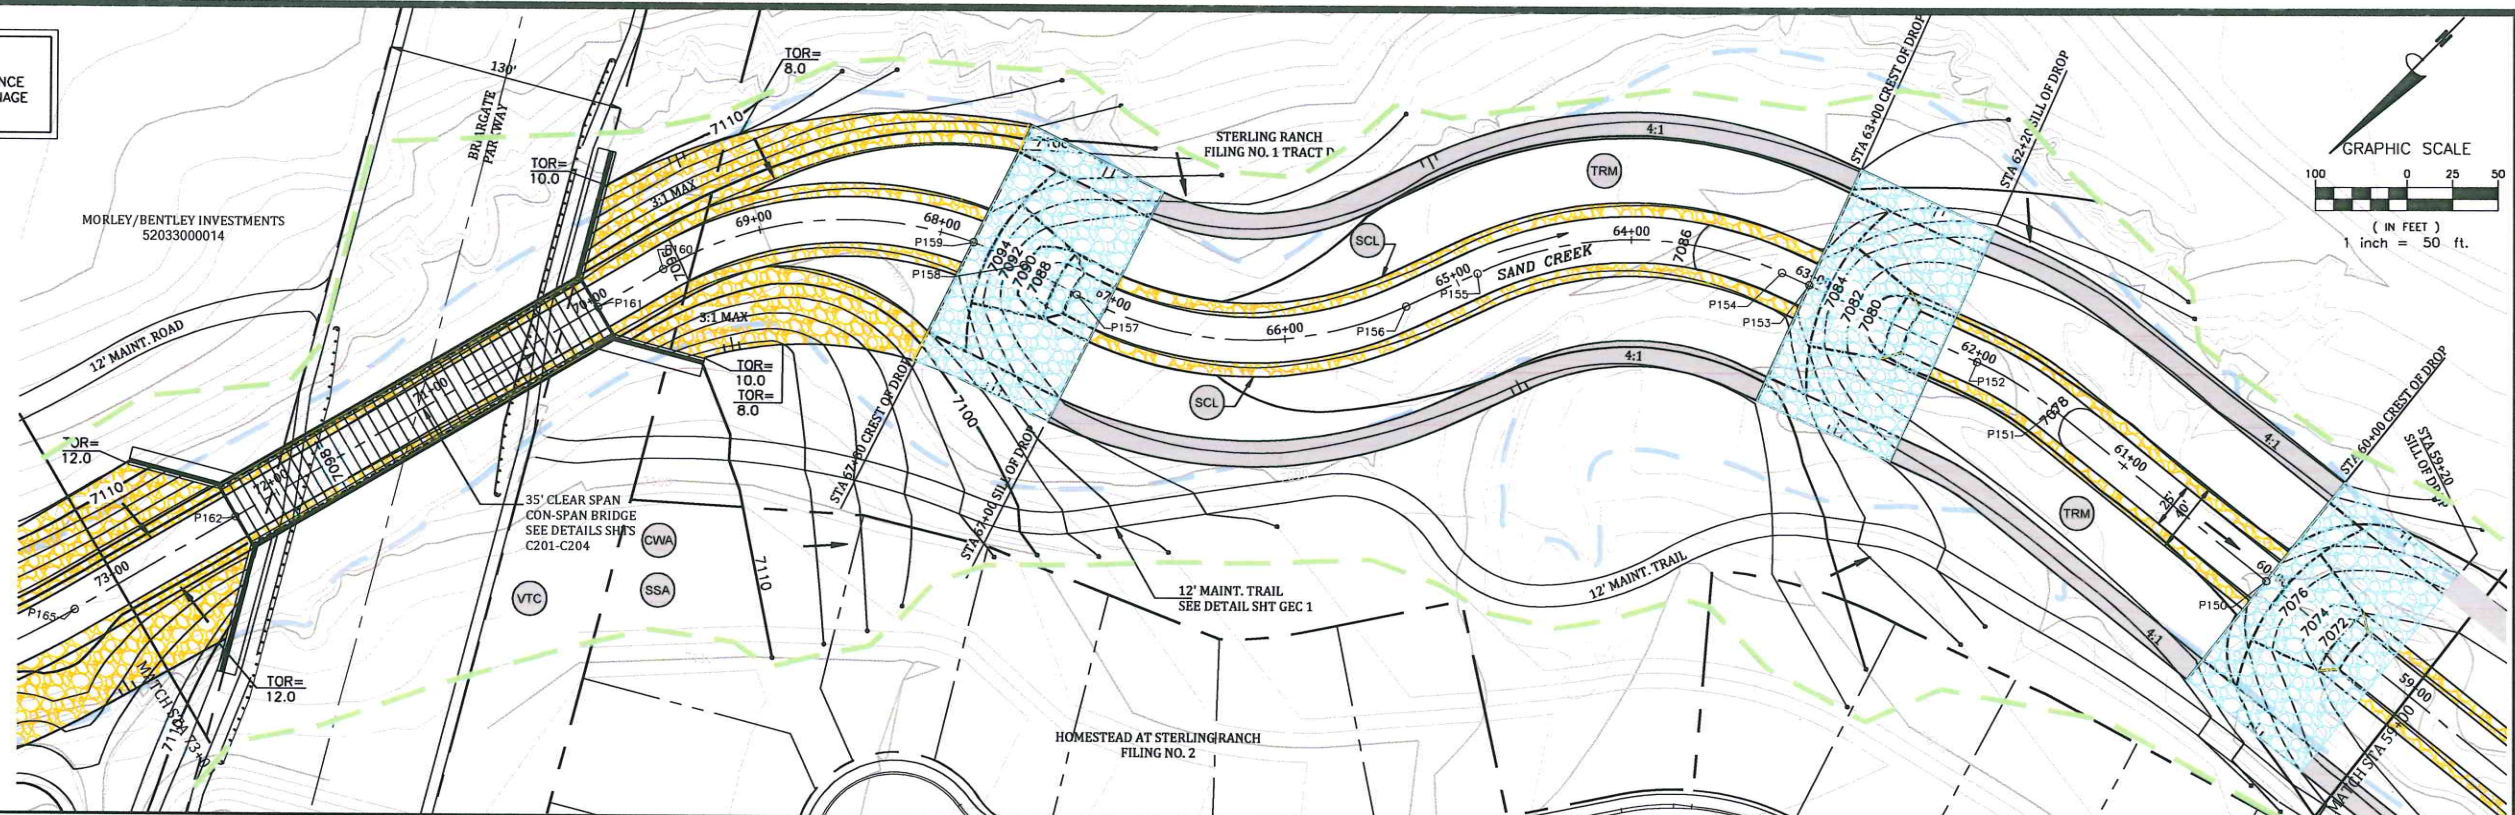 NCE
NAGE
130'
BRIARGATE
PARKWAY
TOR=
8.0
7110
TOR=
10.0
3:1 MAX
MORLEY/BENTLEY INVESTMENTS
52033000014
12' MAINT. ROAD
69+00
68+00
P160
7096
P159
P158
70+00
P161
3:1 MAX
7094
7092
7090
7088
67+00
P157
STERLING RANCH
FILING NO. 1 TRACT D
SCL
TRM
4:1
STA 63+00 CREST OF DROP
STA 62+20 SILL OF DROP
GRAPHIC SCALE
100
0
25
50
( IN FEET )
1 inch = 50 ft.
64+00
SAND CREEK
65+00
P155
P156
66+00
7086
P154
P153
7084
7082
7080
62+00
P152
P151
7078
61+00
25'
40'
4:1
STA 60+00 CREST OF DROP
STA 59+20
SILL OF DROP
TOR=
10.0
TOR=
8.0
71+00
7098
72+00
P162
TOR=
12.0
7110
73+00
P165
SCL
4:1
7100
STA 67+80 CREST OF DROP
STA 67+00 SILL OF DROP
35' CLEAR SPAN
CON-SPAN BRIDGE
SEE DETAILS SHTS
C201-C204
CWA
SSA
VTC
7110
12' MAINT. TRAIL
SEE DETAIL SHT GEC 1
12' MAINT. TRAIL
TRM
P150
7076
7074
7072
4:1
59+00
MATCH STA 59+00
TOR=
12.0
HOMESTEAD AT STERLING RANCH
FILING NO. 2